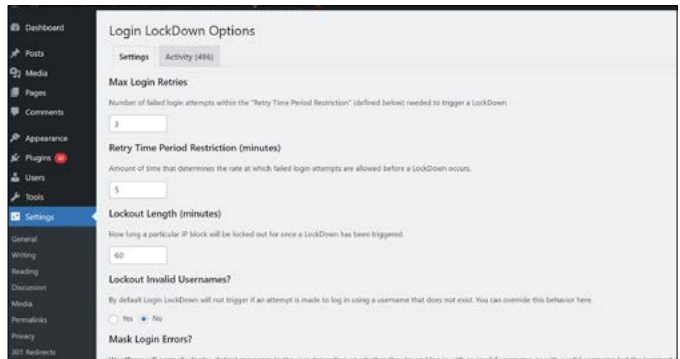 Dashboard
Posts
Media
Pages
Comments
Appearance
Plugins
Users
Tools
Settings
General
Writing
Reading
Discussion
Media
Permalinks
Privacy
301 Redirects
Login LockDown Options
Settings
Activity (486)
Max Login Retries
Number of failed login attempts within the "Retry Time Period Restriction" (defined below) needed to trigger a LockDown.
3
Retry Time Period Restriction (minutes)
Amount of time that determines the rate at which failed login attempts are allowed before a LockDown occurs.
5
Lockout Length (minutes)
How long a particular IP block will be locked out for once a LockDown has been triggered.
60
Lockout Invalid Usernames?
By default Login LockDown will not trigger if an attempt is made to log in using a username that does not exist. You can override this behavior here.
Yes No
Mask Login Errors?